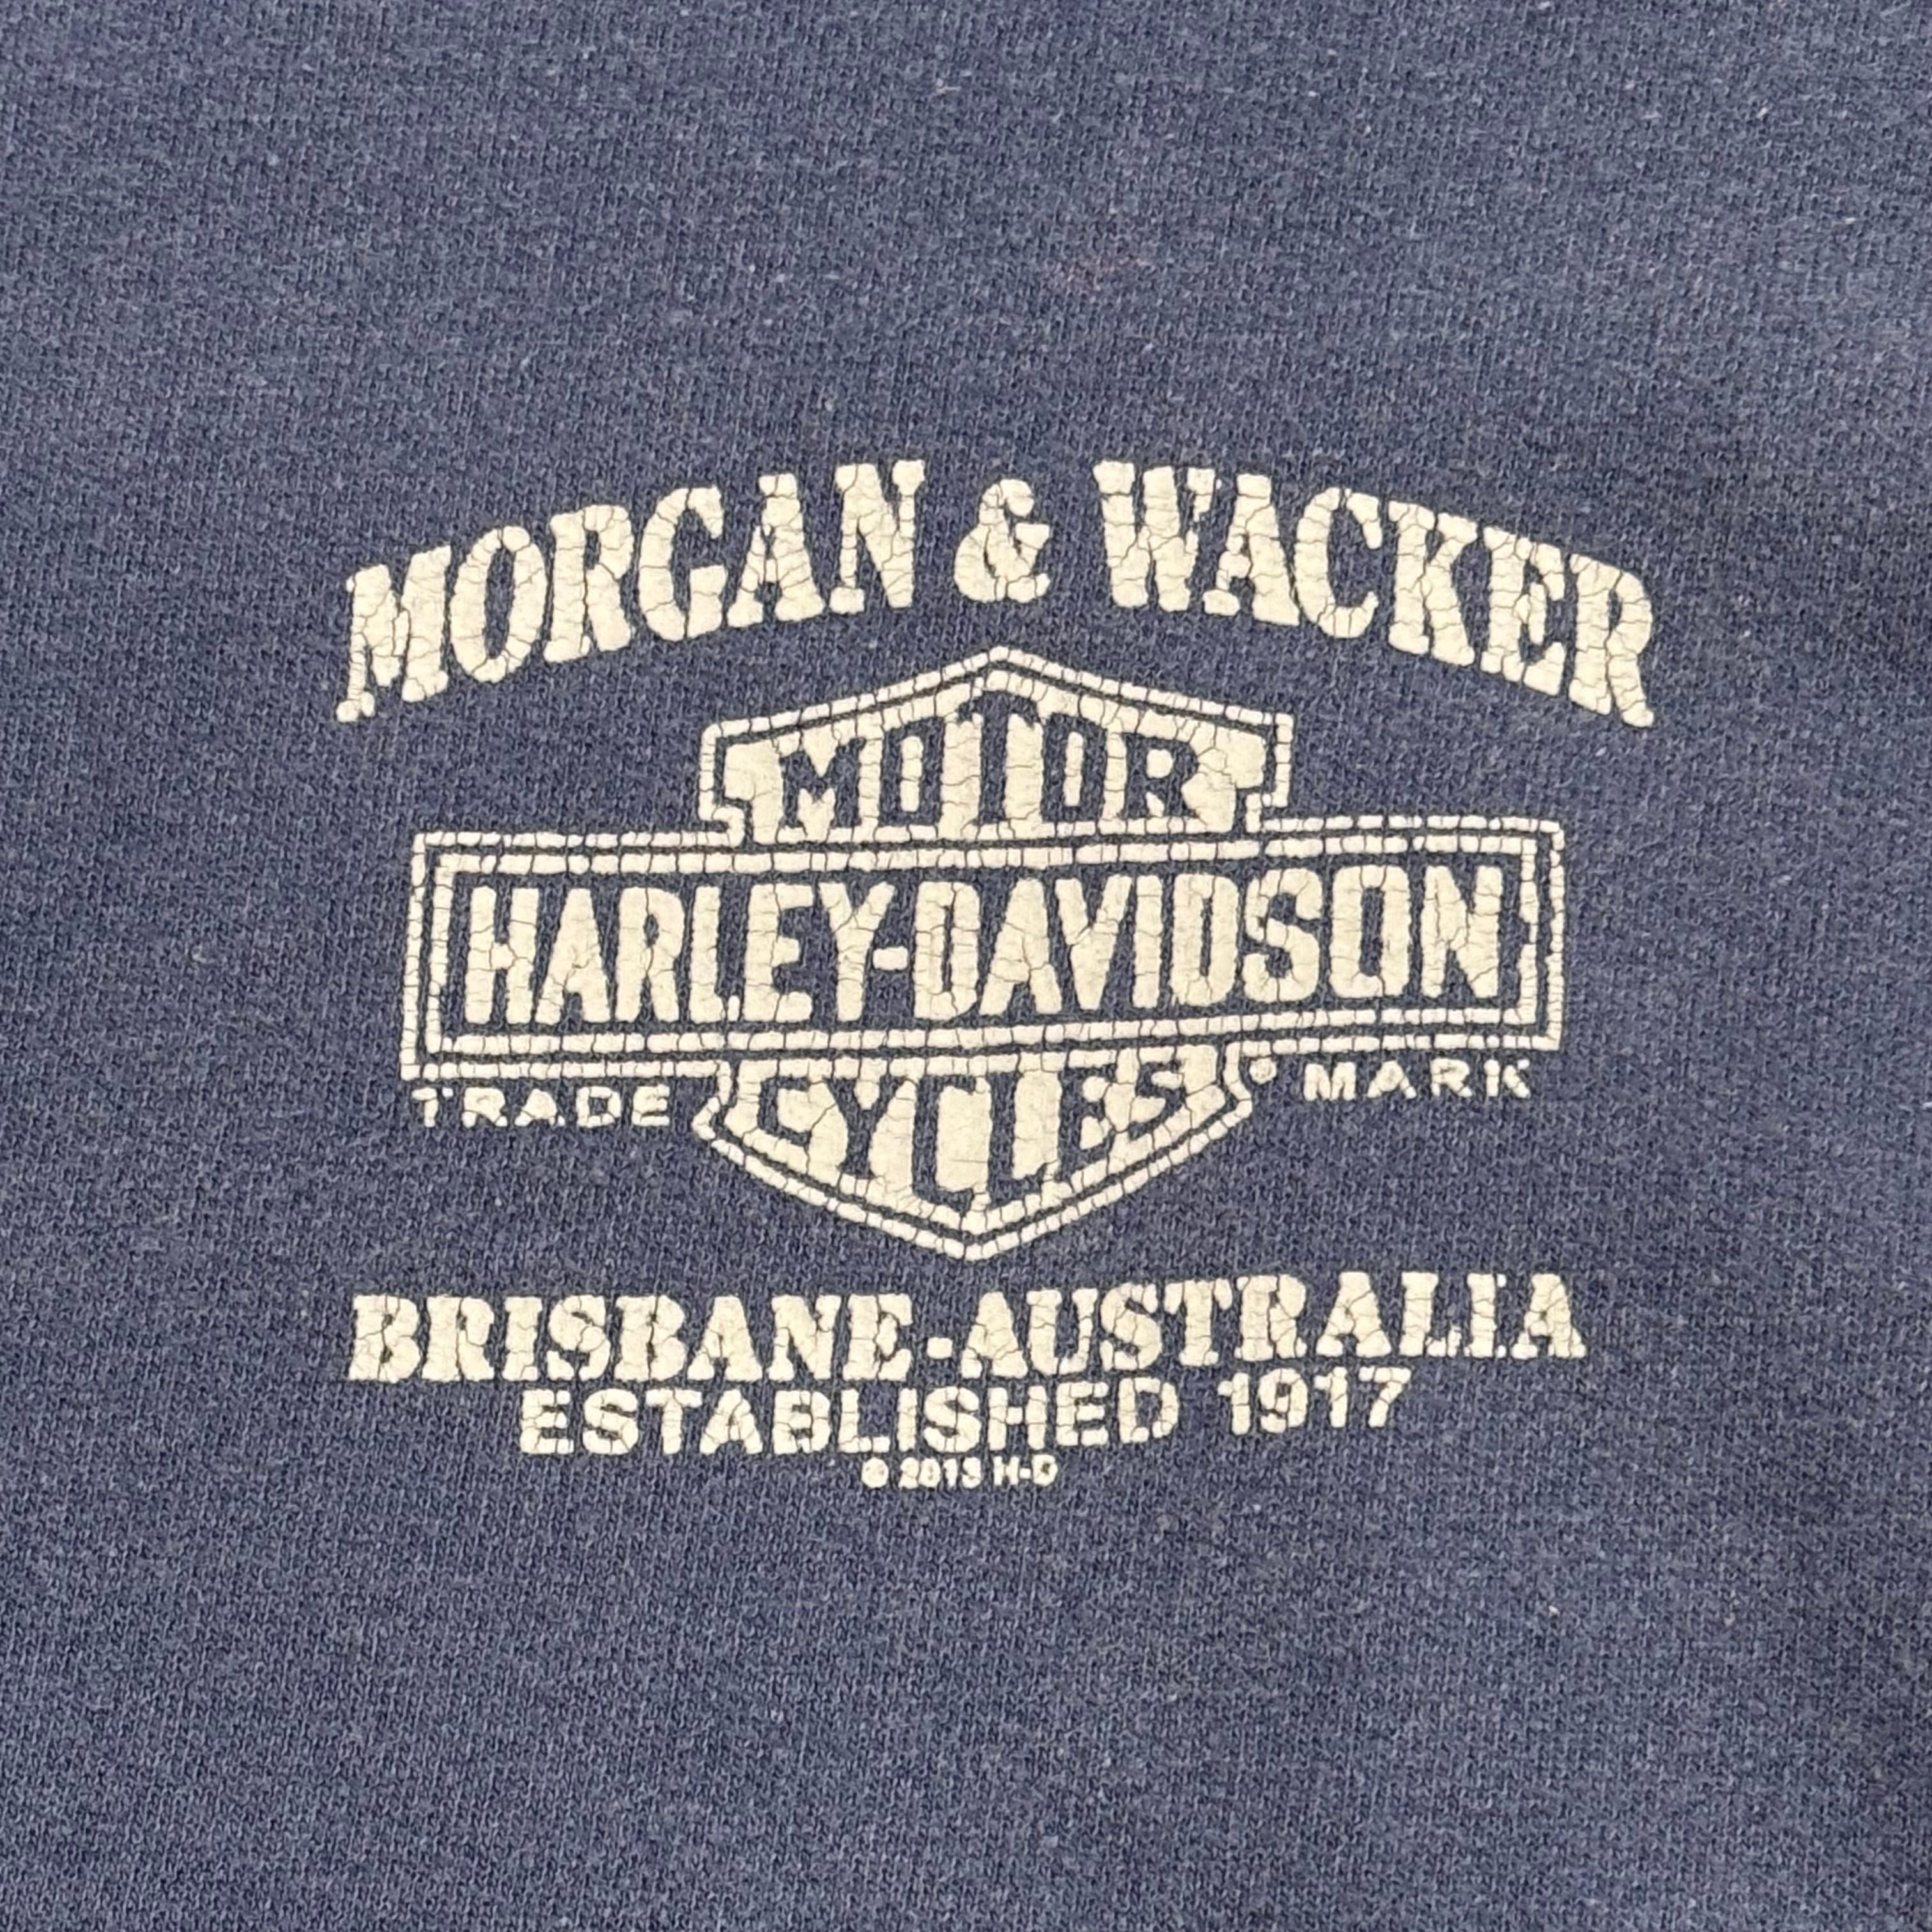 MORGAN & WACKER
MOTOR
HARLEY-DAVIDSON
CYCLES
TRADE ® MARK
BRISBANE-AUSTRALIA
ESTABLISHED 1917
© 2013 H-D